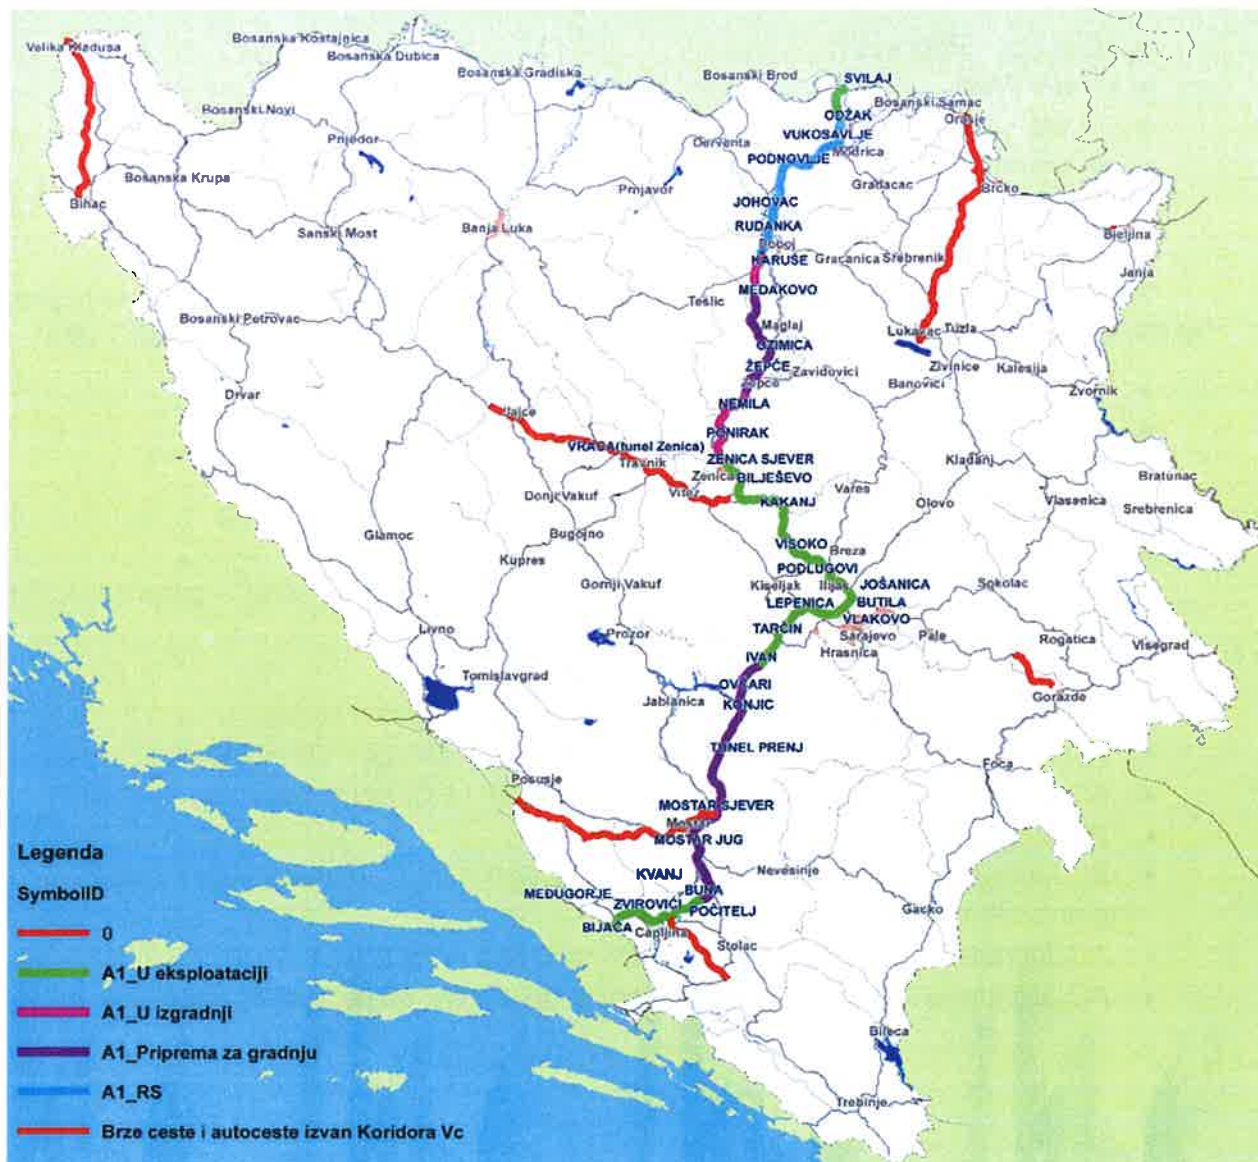 Velika Kladusa
Bosanska Kostajnica
Bosanska Dubica
Bosanska Gradiska
Bosanski Brod
SVILAJ
Bosanski Samac
Orasje
ODŽAK
Bosanski Novi
Prijedor
Derventa
VUKOSAVLJE
Modrica
PODNOVLJE
Bosanska Krupa
Bihac
Prnjavor
Gradacac
Brcko
JOHOVAC
Sanski Most
Banja Luka
RUDANKA
Doboj
Bijeljina
KARUŠE
Gracanica
Srebrenik
Janja
MEDAKOVO
Teslic
Bosanski Petrovac
Maglaj
Lukavac
Tuzla
OZIMICA
ŽEPČE
Zepce
Zavidovici
Zivinice
Kalesija
Banovici
Zvornik
Drvar
NEMILA
Jajce
PONIRAK
VRACA(tunel Zenica)
Travnik
ZENICA SJEVER
Zenica
BILJEŠEVO
Kladanj
Vitez
Bratunac
Donji Vakuf
KAKANJ
Vares
Olovo
Vlasenica
Srebrenica
Glamoc
Bugojno
VISOKO
Breza
Kupres
PODLUGOVI
Gornji Vakuf
Kiseljak
Ilijas
JOŠANICA
Sokolac
LEPENICA
BUTILA
VLAKOVO
Livno
Prozor
TARČIN
Sarajevo
Pale
Rogatica
Visegrad
Hrasnica
IVAN
Tomislavgrad
OVČARI
Jablanica
KONJIC
Gorazde
TUNEL PRENJ
Foca
Posusje
MOSTAR SJEVER
Mostar
MOSTAR JUG
Legenda
KVANJ
Nevesinje
SymbolID
MEĐUGORJE
BUNA
ZVIROVIĆI
POČITELJ
Gacko
BIJAČA
Capljina
Stolac
0
A1_U eksploataciji
A1_U izgradnji
Bileca
A1_Priprema za gradnju
A1_RS
Trebinje
Brze ceste i autoceste izvan Koridora Vc